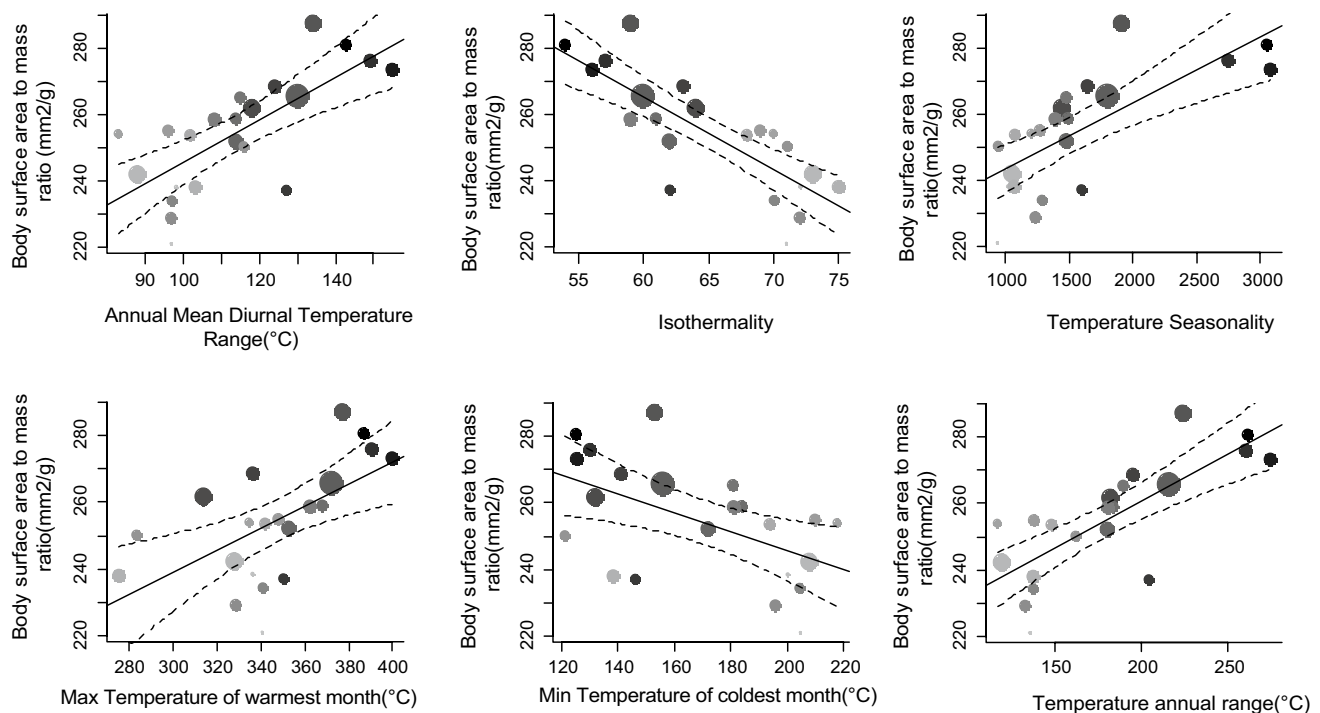 Body surface area to mass
ratio (mm2/g)
280
260
240
220
90 100 120 140
Annual Mean Diurnal Temperature
Range(°C)
Body surface area to mass
ratio(mm2/g)
280
260
240
220
55 60 65 70 75
Isothermality
Body surface area to mass
ratio(mm2/g)
280
260
240
220
1000 1500 2000 2500 3000
Temperature Seasonality
Body surface area to mass
ratio(mm2/g)
280
260
240
220
280 300 320 340 360 380 400
Max Temperature of warmest month(°C)
Body surface area to mass
ratio(mm2/g)
280
260
240
220
120 140 160 180 200 220
Min Temperature of coldest month(°C)
Body surface area to mass
ratio(mm2/g)
280
260
240
220
150 200 250
Temperature annual range(°C)